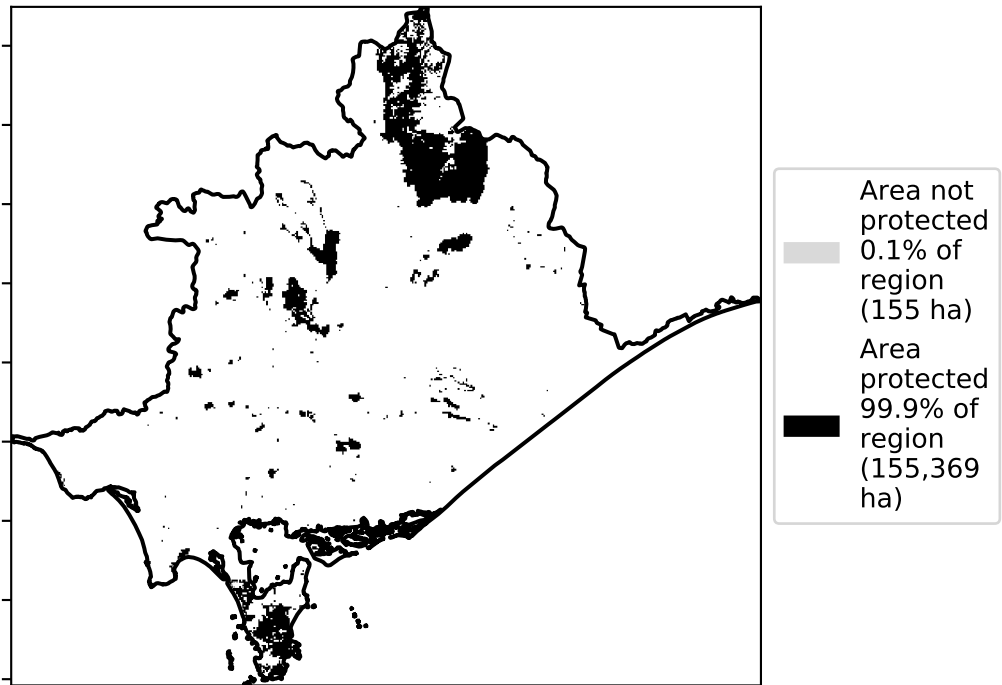 Area not
protected
0.1% of
region
(155 ha)
Area
protected
99.9% of
region
(155,369
ha)